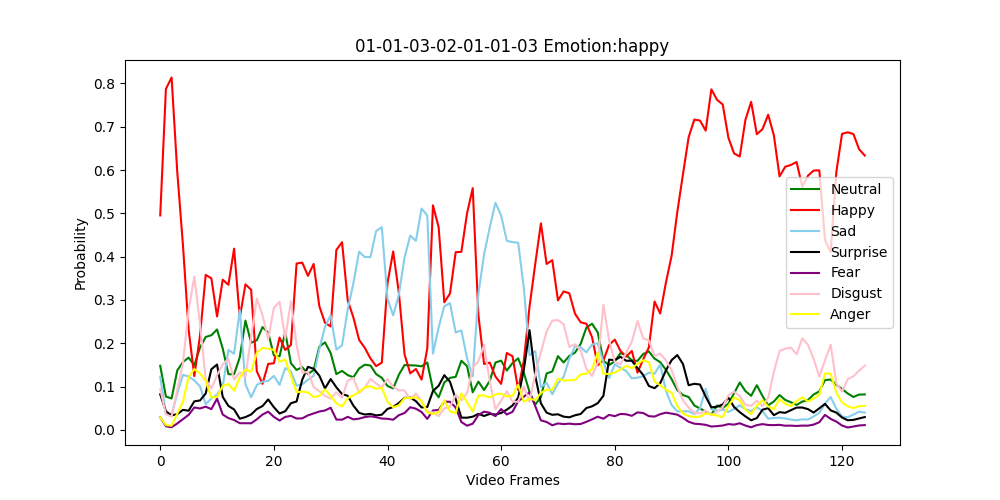 01-01-03-02-01-01-03 Emotion:happy
Probability
0.8
0.7
0.6
0.5
0.4
0.3
0.2
0.1
0.0
Neutral
Happy
Sad
Surprise
Fear
Disgust
Anger
0
20
40
60
80
100
120
Video Frames